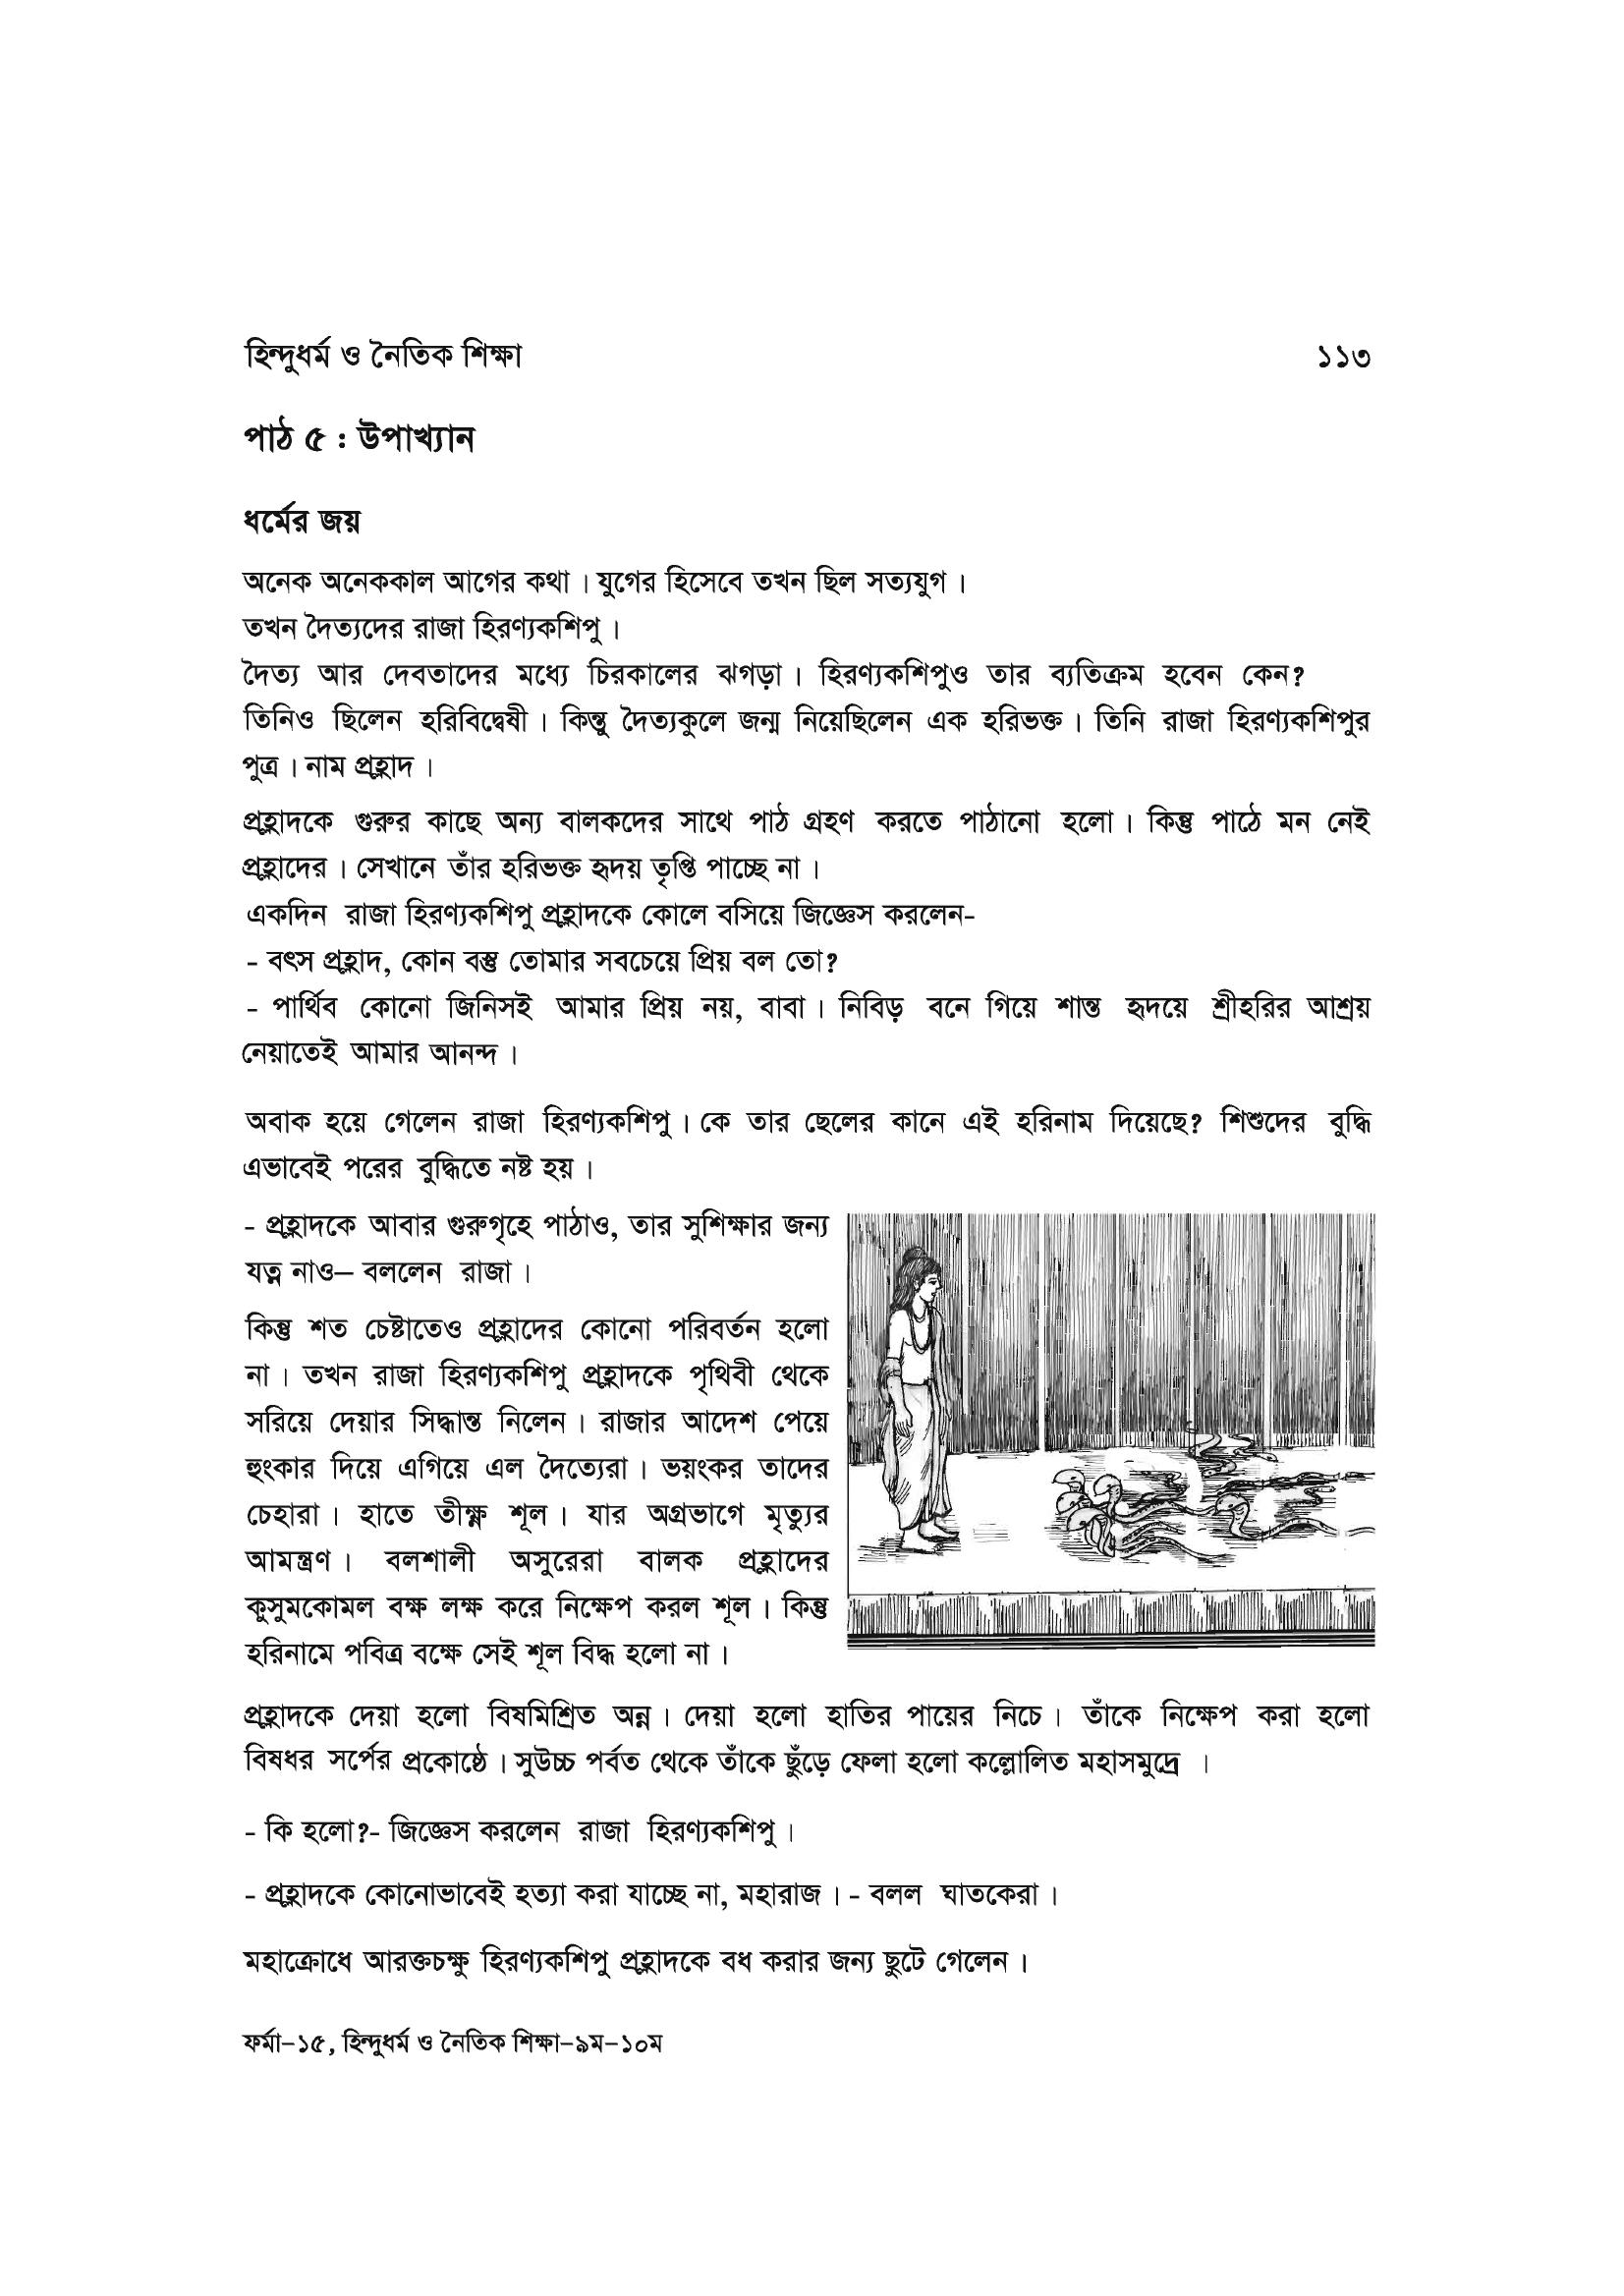 হিন্দুধর্ম ও নৈতিক শিক্ষা ১১৩
পাঠ ৫ : উপাখ্যান
ধর্মের জয়
অনেক অনেককাল আগের কথা । যুগের হিসেবে তখন ছিল সত্যযুগ ।
তখন দৈত্যদের রাজা হিরণ্যকশিপু ।
দৈত্য আর দেবতাদের মধ্যে চিরকালের ঝগড়া । হিরণ্যকশিপুও তার ব্যতিক্রম হবেন কেন?
তিনিও ছিলেন হরিবিদ্বেষী । কিন্তু দৈত্যকুলে জন্ম নিয়েছিলেন এক হরিভক্ত । তিনি রাজা হিরণ্যকশিপুর
পুত্র । নাম প্রহ্লাদ ।
প্রহ্লাদকে গুরুর কাছে অন্য বালকদের সাথে পাঠ গ্রহণ করতে পাঠানো হলো । কিন্তু পাঠে মন নেই
প্রহ্লাদের । সেখানে তাঁর হরিভক্ত হৃদয় তৃপ্তি পাচ্ছে না ।
একদিন রাজা হিরণ্যকশিপু প্রহ্লাদকে কোলে বসিয়ে জিজ্ঞেস করলেন-
- বৎস প্রহ্লাদ, কোন বস্তু তোমার সবচেয়ে প্রিয় বল তো?
- পার্থিব কোনো জিনিসই আমার প্রিয় নয়, বাবা । নিবিড় বনে গিয়ে শান্ত হৃদয়ে শ্রীহরির আশ্রয়
নেয়াতেই আমার আনন্দ ।
অবাক হয়ে গেলেন রাজা হিরণ্যকশিপু । কে তার ছেলের কানে এই হরিনাম দিয়েছে? শিশুদের বুদ্ধি
এভাবেই পরের বুদ্ধিতে নষ্ট হয় ।
- প্রহ্লাদকে আবার গুরুগৃহে পাঠাও, তার সুশিক্ষার জন্য
যত্ন নাও– বললেন রাজা ।
কিন্তু শত চেষ্টাতেও প্রহ্লাদের কোনো পরিবর্তন হলো
না । তখন রাজা হিরণ্যকশিপু প্রহ্লাদকে পৃথিবী থেকে
সরিয়ে দেয়ার সিদ্ধান্ত নিলেন । রাজার আদেশ পেয়ে
হুংকার দিয়ে এগিয়ে এল দৈত্যেরা । ভয়ংকর তাদের
চেহারা । হাতে তীক্ষ্ণ শূল । যার অগ্রভাগে মৃত্যুর
আমন্ত্রণ । বলশালী অসুরেরা বালক প্রহ্লাদের
কুসুমকোমল বক্ষ লক্ষ করে নিক্ষেপ করল শূল । কিন্তু
হরিনামে পবিত্র বক্ষে সেই শূল বিদ্ধ হলো না ।
প্রহ্লাদকে দেয়া হলো বিষমিশ্রিত অন্ন । দেয়া হলো হাতির পায়ের নিচে । তাঁকে নিক্ষেপ করা হলো
বিষধর সর্পের প্রকোষ্ঠে । সুউচ্চ পর্বত থেকে তাঁকে ছুঁড়ে ফেলা হলো কল্লোলিত মহাসমুদ্রে ।
- কি হলো?- জিজ্ঞেস করলেন রাজা হিরণ্যকশিপু ।
- প্রহ্লাদকে কোনোভাবেই হত্যা করা যাচ্ছে না, মহারাজ । - বলল ঘাতকেরা ।
মহাক্রোধে আরক্তচক্ষু হিরণ্যকশিপু প্রহ্লাদকে বধ করার জন্য ছুটে গেলেন ।
ফর্মা–১৫, হিন্দুধর্ম ও নৈতিক শিক্ষা–৯ম–১০ম